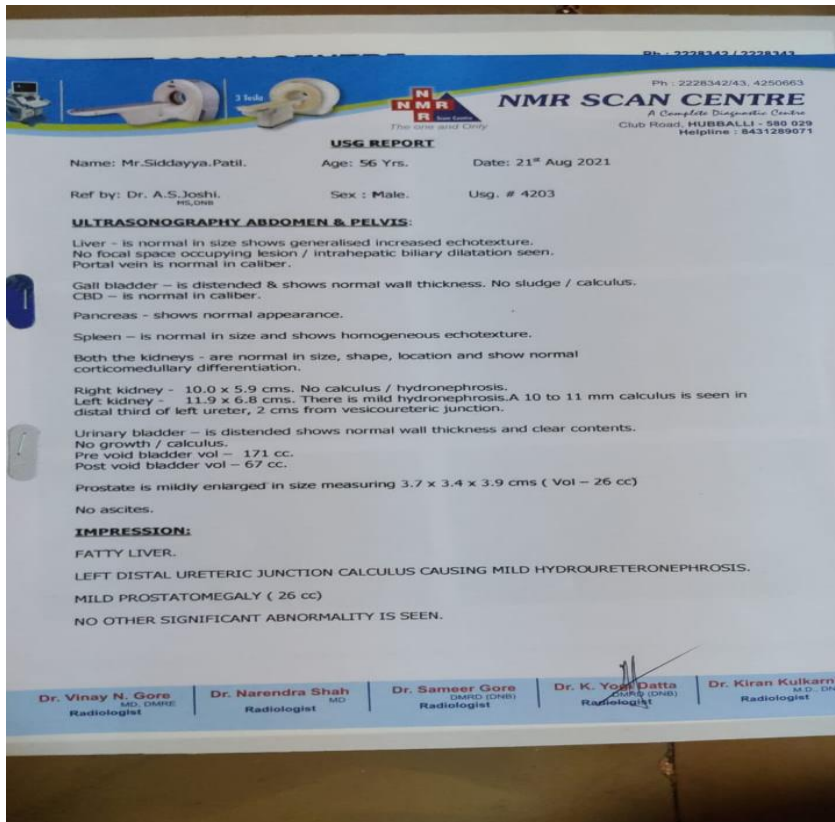 Ph : 2228342 / 2228343
Ph : 2228342/43, 4250663
3 Tesla
N
N M R
R Scan Centre
The one and Only
NMR SCAN CENTRE
A Complete Diagnostic Centre
Club Road, HUBBALLI - 580 029
Helpline : 8431289071
USG REPORT
Name: Mr.Siddayya.Patil. Age: 56 Yrs. Date: 21st Aug 2021
Ref by: Dr. A.S.Joshi. Sex : Male. Usg. # 4203
MS,DNB
ULTRASONOGRAPHY ABDOMEN & PELVIS:
Liver - is normal in size shows generalised increased echotexture.
No focal space occupying lesion / intrahepatic biliary dilatation seen.
Portal vein is normal in caliber.
Gall bladder – is distended & shows normal wall thickness. No sludge / calculus.
CBD – is normal in caliber.
Pancreas - shows normal appearance.
Spleen – is normal in size and shows homogeneous echotexture.
Both the kidneys - are normal in size, shape, location and show normal
corticomedullary differentiation.
Right kidney - 10.0 x 5.9 cms. No calculus / hydronephrosis.
Left kidney - 11.9 x 6.8 cms. There is mild hydronephrosis.A 10 to 11 mm calculus is seen in
distal third of left ureter, 2 cms from vesicoureteric junction.
Urinary bladder – is distended shows normal wall thickness and clear contents.
No growth / calculus.
Pre void bladder vol – 171 cc.
Post void bladder vol – 67 cc.
Prostate is mildly enlarged in size measuring 3.7 x 3.4 x 3.9 cms ( Vol – 26 cc)
No ascites.
IMPRESSION:
FATTY LIVER.
LEFT DISTAL URETERIC JUNCTION CALCULUS CAUSING MILD HYDROURETERONEPHROSIS.
MILD PROSTATOMEGALY ( 26 cc)
NO OTHER SIGNIFICANT ABNORMALITY IS SEEN.
Dr. Vinay N. Gore
MD, DMRE
Radiologist
Dr. Narendra Shah
MD
Radiologist
Dr. Sameer Gore
DMRD (DNB)
Radiologist
Dr. K. Yogi Datta
DMRD (DNB)
Radiologist
Dr. Kiran Kulkarn
M.D., DN
Radiologist